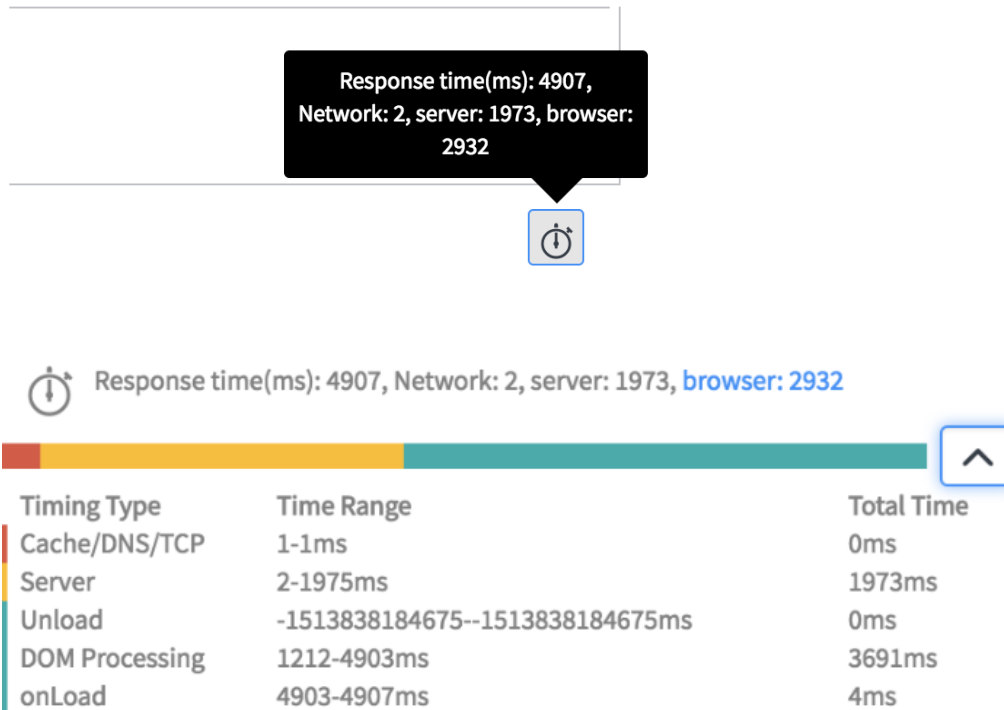 Response time(ms): 4907,
Network: 2, server: 1973, browser:
2932
Response time(ms): 4907, Network: 2, server: 1973, browser: 2932
Timing Type Time Range Total Time
Cache/DNS/TCP 1-1ms 0ms
Server 2-1975ms 1973ms
Unload -1513838184675--1513838184675ms 0ms
DOM Processing 1212-4903ms 3691ms
onLoad 4903-4907ms 4ms